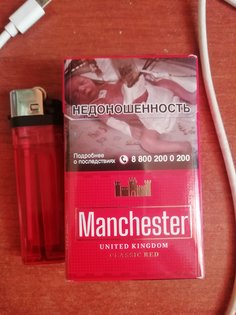 НЕДОНОШЕННОСТЬ
Подробнее
о последствиях
8 800 200 0 200
Manchester
UNITED KINGDOM
CLASSIC RED